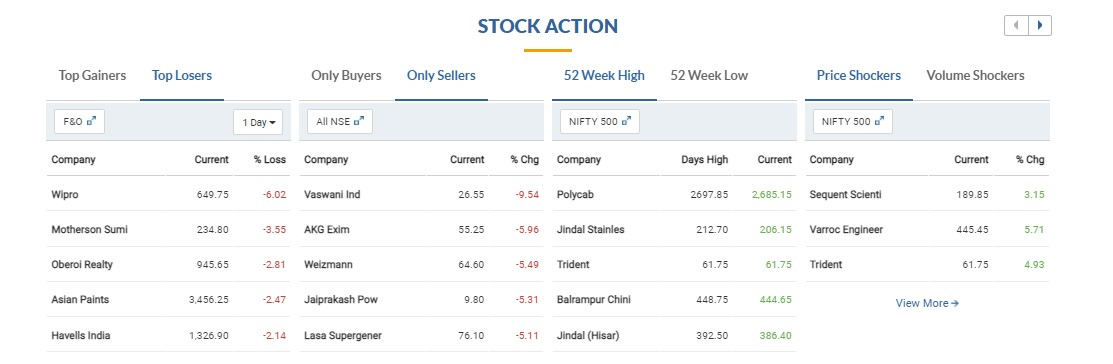 STOCK ACTION
Top Gainers Top Losers
F&O 1 Day
Company Current % Loss
Wipro 649.75 -6.02
Motherson Sumi 234.80 -3.55
Oberoi Realty 945.65 -2.81
Asian Paints 3,456.25 -2.47
Havells India 1,326.90 -2.14
Only Buyers Only Sellers
All NSE
Company Current % Chg
Vaswani Ind 26.55 -9.54
AKG Exim 55.25 -5.96
Weizmann 64.60 -5.49
Jaiprakash Pow 9.80 -5.31
Lasa Supergener 76.10 -5.11
52 Week High 52 Week Low
NIFTY 500
Company Days High Current
Polycab 2697.85 2,685.15
Jindal Stainles 212.70 206.15
Trident 61.75 61.75
Balrampur Chini 448.75 444.65
Jindal (Hisar) 392.50 386.40
Price Shockers Volume Shockers
NIFTY 500
Company Current % Chg
Sequent Scienti 189.85 3.15
Varroc Engineer 445.45 5.71
Trident 61.75 4.93
View More →